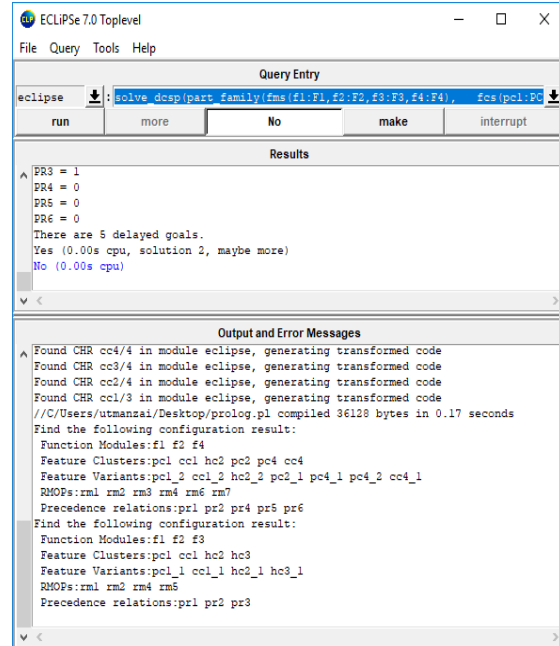 ECLiPSe 7.0 Toplevel
File Query Tools Help
Query Entry
eclipse : solve_dcsp(part_family(fms(f1:F1,f2:F2,f3:F3,f4:F4), fcs(pc1:PC
run more No make interrupt
Results
PR3 = 1
PR4 = 0
PR5 = 0
PR6 = 0
There are 5 delayed goals.
Yes (0.00s cpu, solution 2, maybe more)
No (0.00s cpu)
Output and Error Messages
Found CHR cc4/4 in module eclipse, generating transformed code
Found CHR cc3/4 in module eclipse, generating transformed code
Found CHR cc2/4 in module eclipse, generating transformed code
Found CHR cc1/3 in module eclipse, generating transformed code
//C/Users/utmanzai/Desktop/prolog.pl compiled 36128 bytes in 0.17 seconds
Find the following configuration result:
Function Modules:f1 f2 f4
Feature Clusters:pc1 cc1 hc2 pc2 pc4 cc4
Feature Variants:pc1_2 cc1_2 hc2_2 pc2_1 pc4_1 pc4_2 cc4_1
RMOPs:rm1 rm2 rm3 rm4 rm6 rm7
Precedence relations:pr1 pr2 pr4 pr5 pr6
Find the following configuration result:
Function Modules:f1 f2 f3
Feature Clusters:pc1 cc1 hc2 hc3
Feature Variants:pc1_1 cc1_1 hc2_1 hc3_1
RMOPs:rm1 rm2 rm4 rm5
Precedence relations:pr1 pr2 pr3